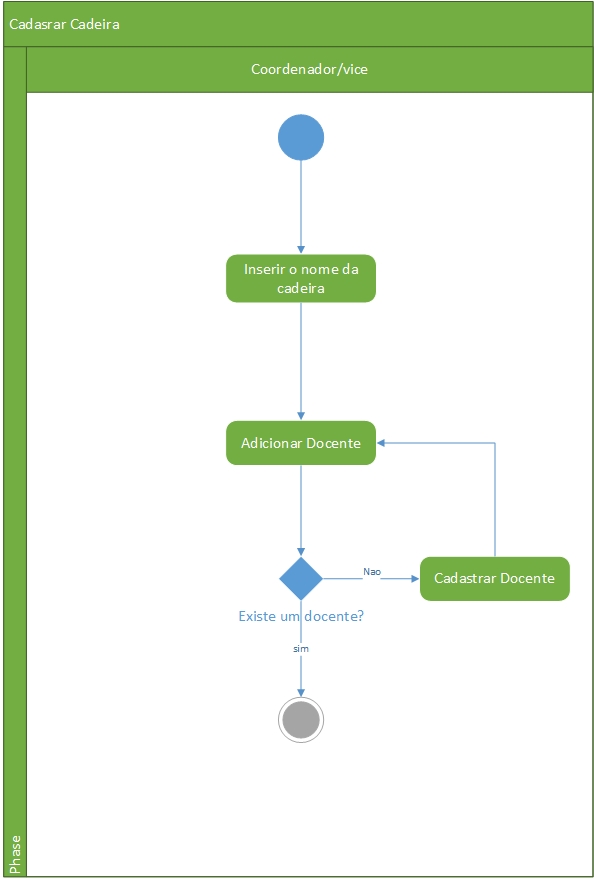 Cadasrar Cadeira
Coordenador/vice
Inserir o nome da
cadeira
Adicionar Docente
Nao
Cadastrar Docente
Existe um docente?
sim
Phase